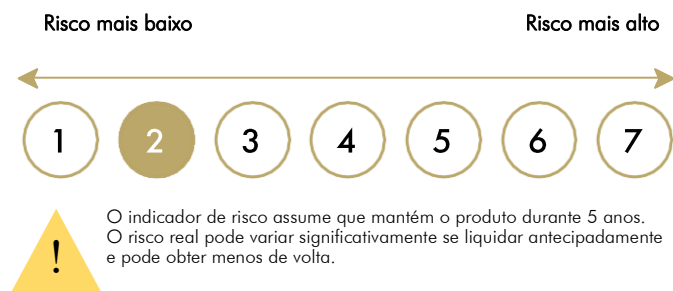 Risco mais baixo Risco mais alto
1 2 3 4 5 6 7
! O indicador de risco assume que mantém o produto durante 5 anos.
O risco real pode variar significativamente se liquidar antecipadamente
e pode obter menos de volta.